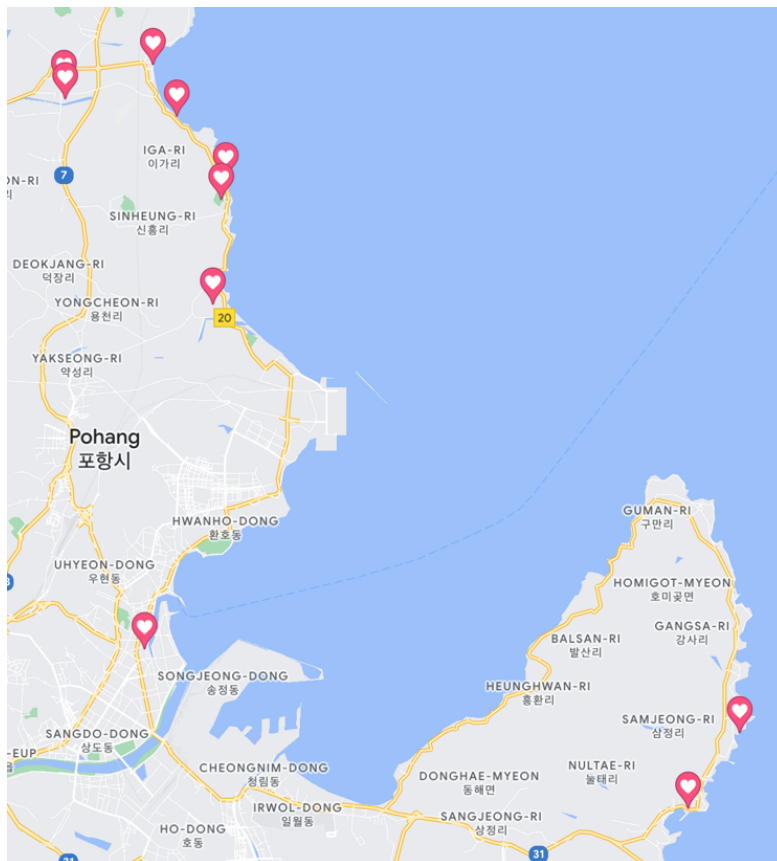 IGA-RI
이가리
7
ON-RI
리
SINHEUNG-RI
신흥리
DEOKJANG-RI
덕장리
YONGCHEON-RI
용천리
20
YAKSEONG-RI
약성리
Pohang
포항시
GUMAN-RI
구만리
HWANHO-DONG
환호동
UHYEON-DONG
우현동
HOMIGOT-MYEON
호미곶면
GANGSA-RI
강사리
BALSAN-RI
발산리
SONGJEONG-DONG
송정동
HEUNGHWAN-RI
흥환리
SAMJEONG-RI
삼정리
SANGDO-DONG
상도동
-EUP
읍
CHEONGNIM-DONG
청림동
DONGHAE-MYEON
동해면
NULTAE-RI
눌태리
IRWOL-DONG
일월동
SANGJEONG-RI
상정리
HO-DONG
호동
31
31